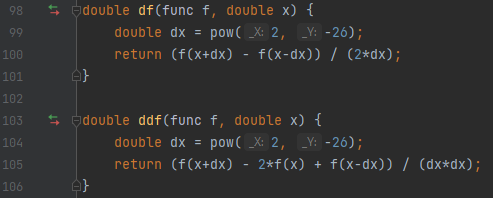 98 double df(func f, double x) {
99 double dx = pow( _X: 2, _Y: -26);
100 return (f(x+dx) - f(x-dx)) / (2*dx);
101 }
102
103 double ddf(func f, double x) {
104 double dx = pow( _X: 2, _Y: -26);
105 return (f(x+dx) - 2*f(x) + f(x-dx)) / (dx*dx);
106 }